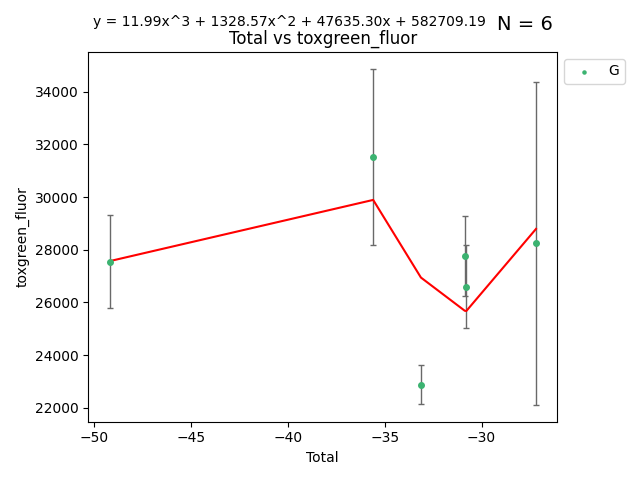 y = 11.99x^3 + 1328.57x^2 + 47635.30x + 582709.19 N = 6
Total vs toxgreen_fluor
G
34000
32000
30000
28000
26000
24000
22000
toxgreen_fluor
−50 −45 −40 −35 −30
Total